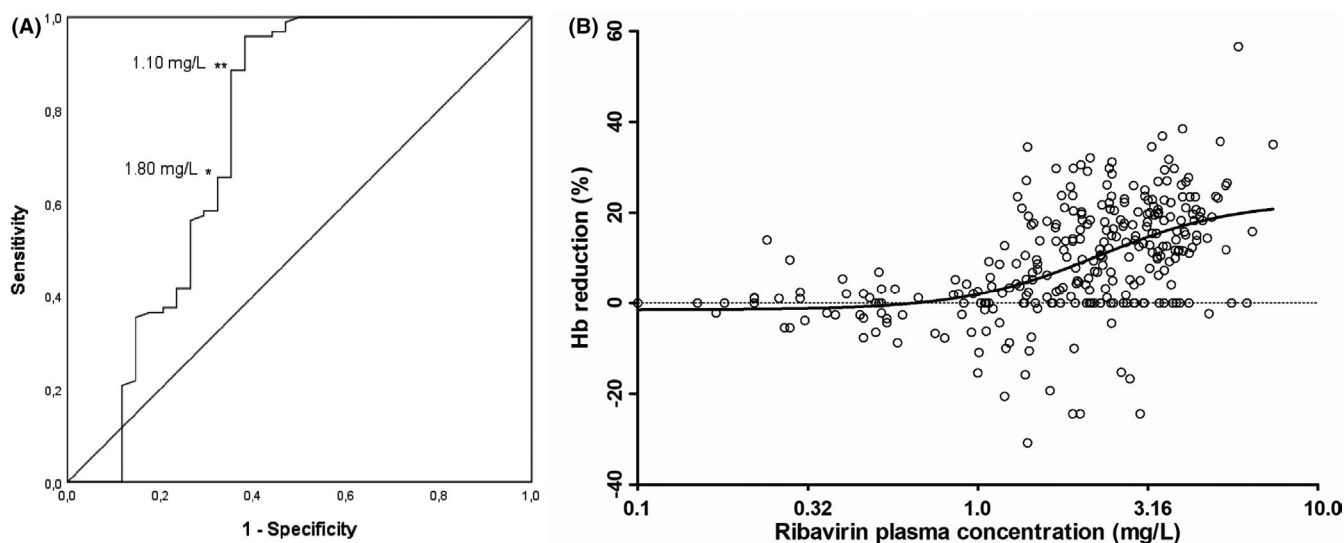 (A)
1,0
0,8
0,6
0,4
0,2
0,0
Sensitivity
1.10 mg/L **
1.80 mg/L *
0,0 0,2 0,4 0,6 0,8 1,0
1 - Specificity
(B)
60
40
20
0
-20
-40
Hb reduction (%)
0.1 0.32 1.0 3.16 10.0
Ribavirin plasma concentration (mg/L)